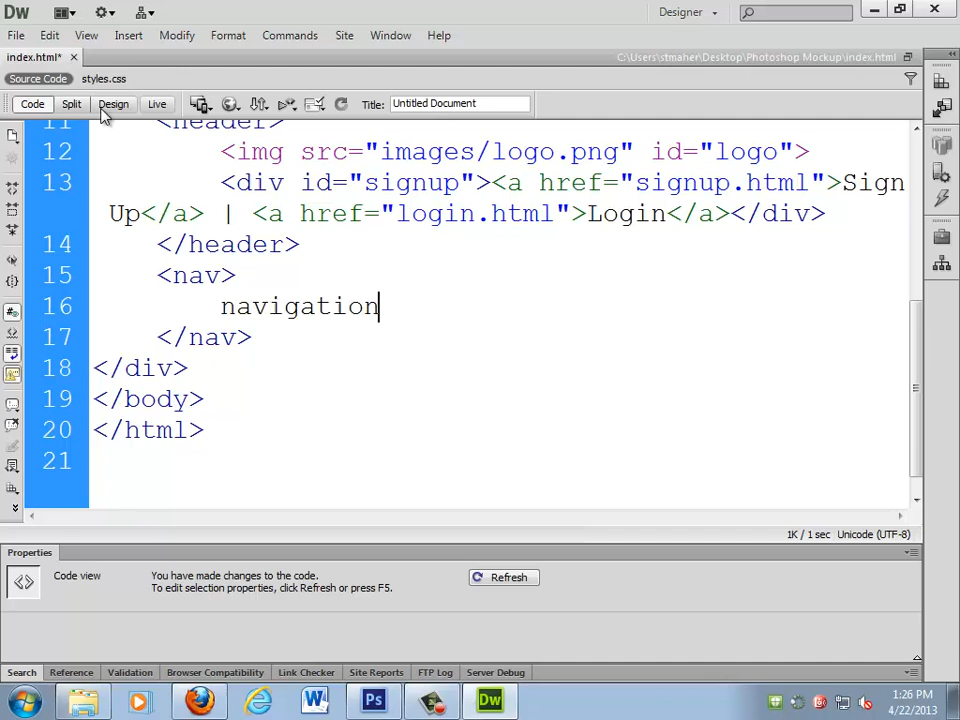 Dw Designer
File Edit View Insert Modify Format Commands Site Window Help
index.html* C:\Users\stmaher\Desktop\Photoshop Mockup\index.html
Source Code styles.css
Code Split Design Live Title: Untitled Document
11 <header>
12 <img src="images/logo.png" id="logo">
13 <div id="signup"><a href="signup.html">Sign
Up</a> | <a href="login.html">Login</a></div>
14 </header>
15 <nav>
16 navigation
17 </nav>
18 </div>
19 </body>
20 </html>
21
1K / 1 sec Unicode (UTF-8)
Properties
Code view You have made changes to the code. Refresh
To edit selection properties, click Refresh or press F5.
Search Reference Validation Browser Compatibility Link Checker Site Reports FTP Log Server Debug
W Ps Dw 1:26 PM
4/22/2013